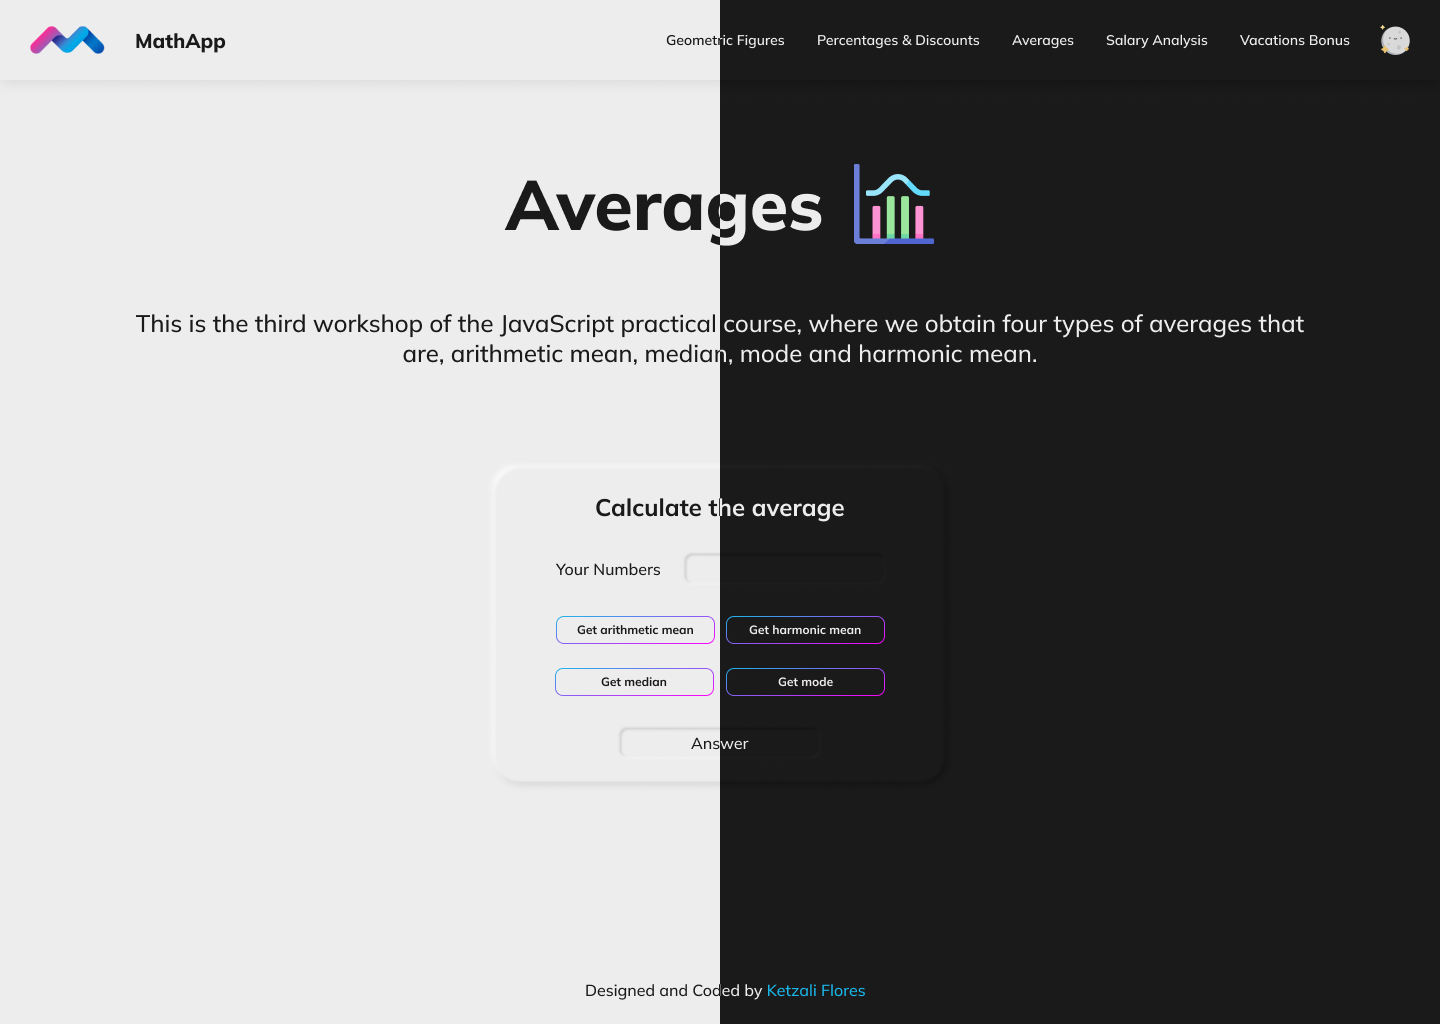 MathApp
Geometric Figures
Percentages & Discounts
Averages
Salary Analysis
Vacations Bonus
Averages
This is the third workshop of the JavaScript practical course, where we obtain four types of averages that
are, arithmetic mean, median, mode and harmonic mean.
Calculate the average
Your Numbers
Get arithmetic mean
Get harmonic mean
Get median
Get mode
Answer
Designed and Coded by Ketzali Flores